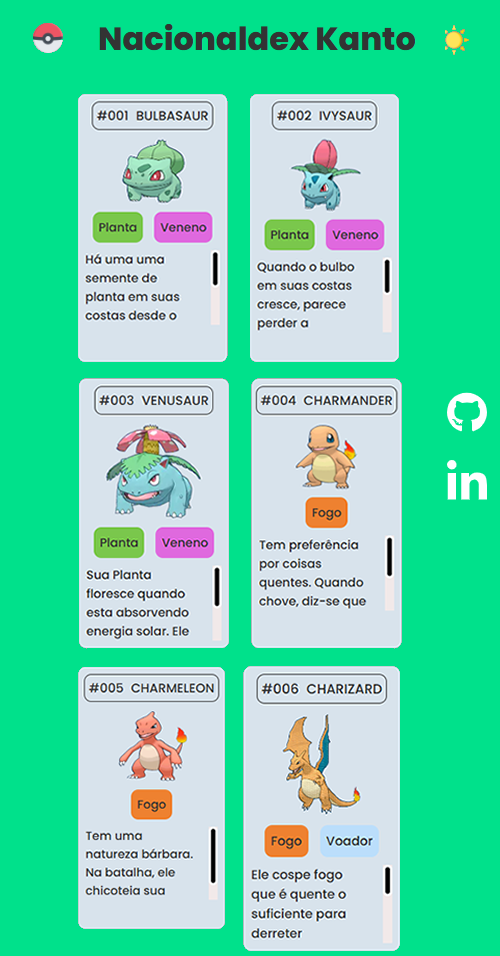 Nacionaldex Kanto
#001 BULBASAUR
Planta Veneno
Há uma uma
semente de
planta em suas
costas desde o
#002 IVYSAUR
Planta Veneno
Quando o bulbo
em suas costas
cresce, parece
perder a
#003 VENUSAUR
Planta Veneno
Sua Planta
floresce quando
esta absorvendo
energia solar. Ele
#004 CHARMANDER
Fogo
Tem preferência
por coisas
quentes. Quando
chove, diz-se que
#005 CHARMELEON
Fogo
Tem uma
natureza bárbara.
Na batalha, ele
chicoteia sua
#006 CHARIZARD
Fogo Voador
Ele cospe fogo
que é quente o
suficiente para
derreter
in